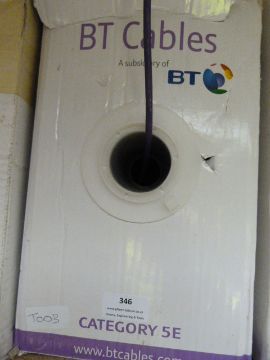 BT Cables
A subsidiary of
BT
346
T003
CATEGORY 5E
www.btcables.com